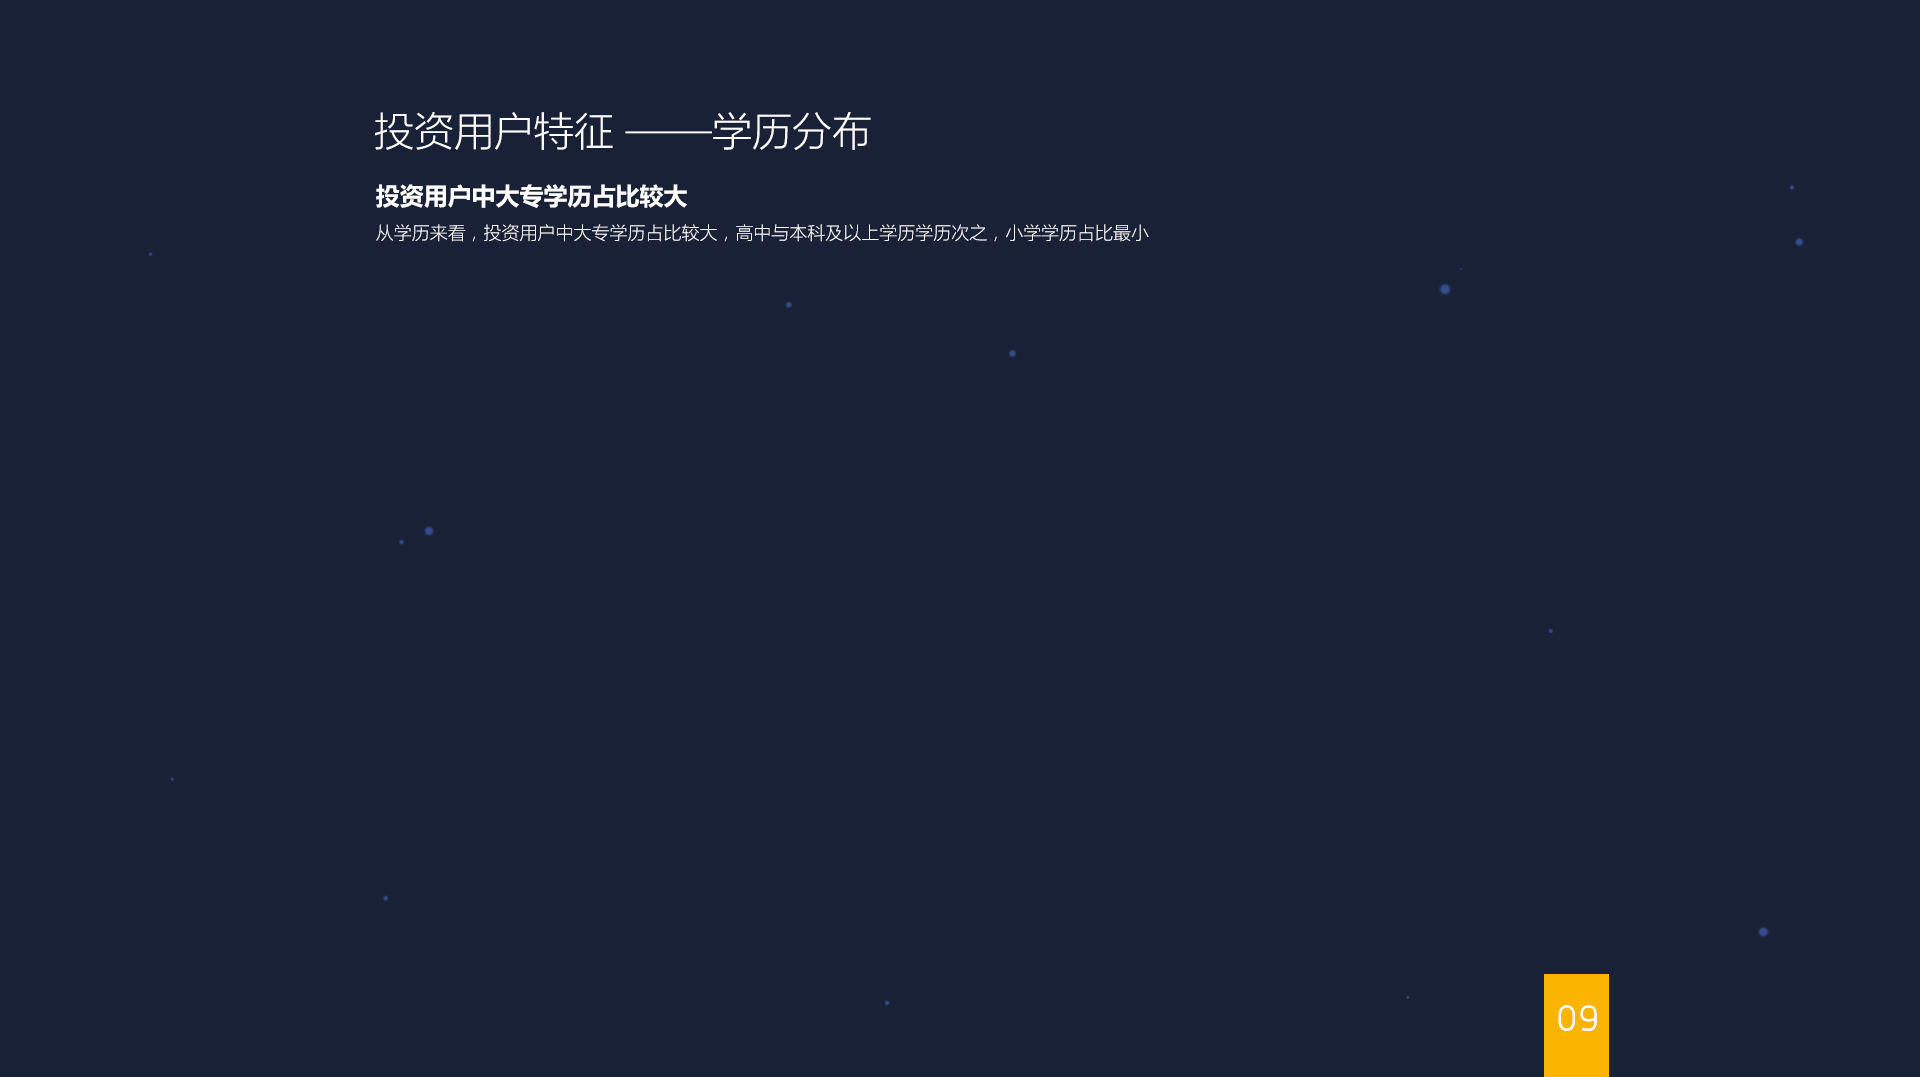 投资用户特征 ——学历分布
投资用户中大专学历占比较大
从学历来看，投资用户中大专学历占比较大，高中与本科及以上学历学历次之，小学学历占比最小
09